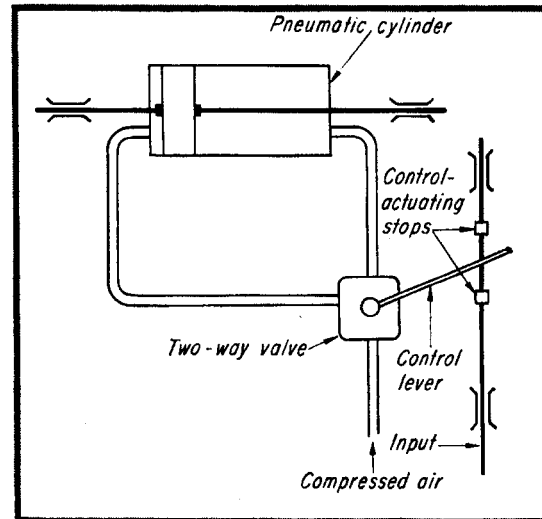 Pneumatic cylinder
Control-
actuating
stops
Two-way valve
Control
lever
Input
Compressed air